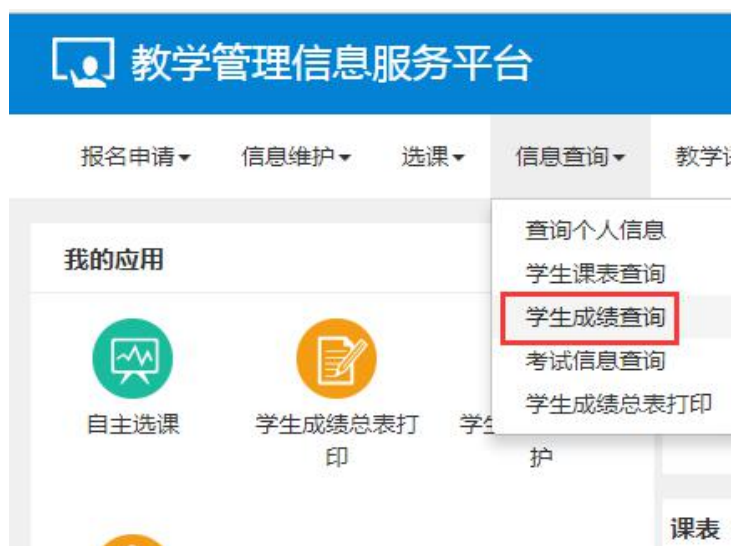 教学管理信息服务平台
报名申请 信息维护 选课 信息查询 教学
查询个人信息
我的应用
学生课表查询
学生成绩查询
考试信息查询
学生成绩总表打印
自主选课 学生成绩总表打 学
印 护
课表